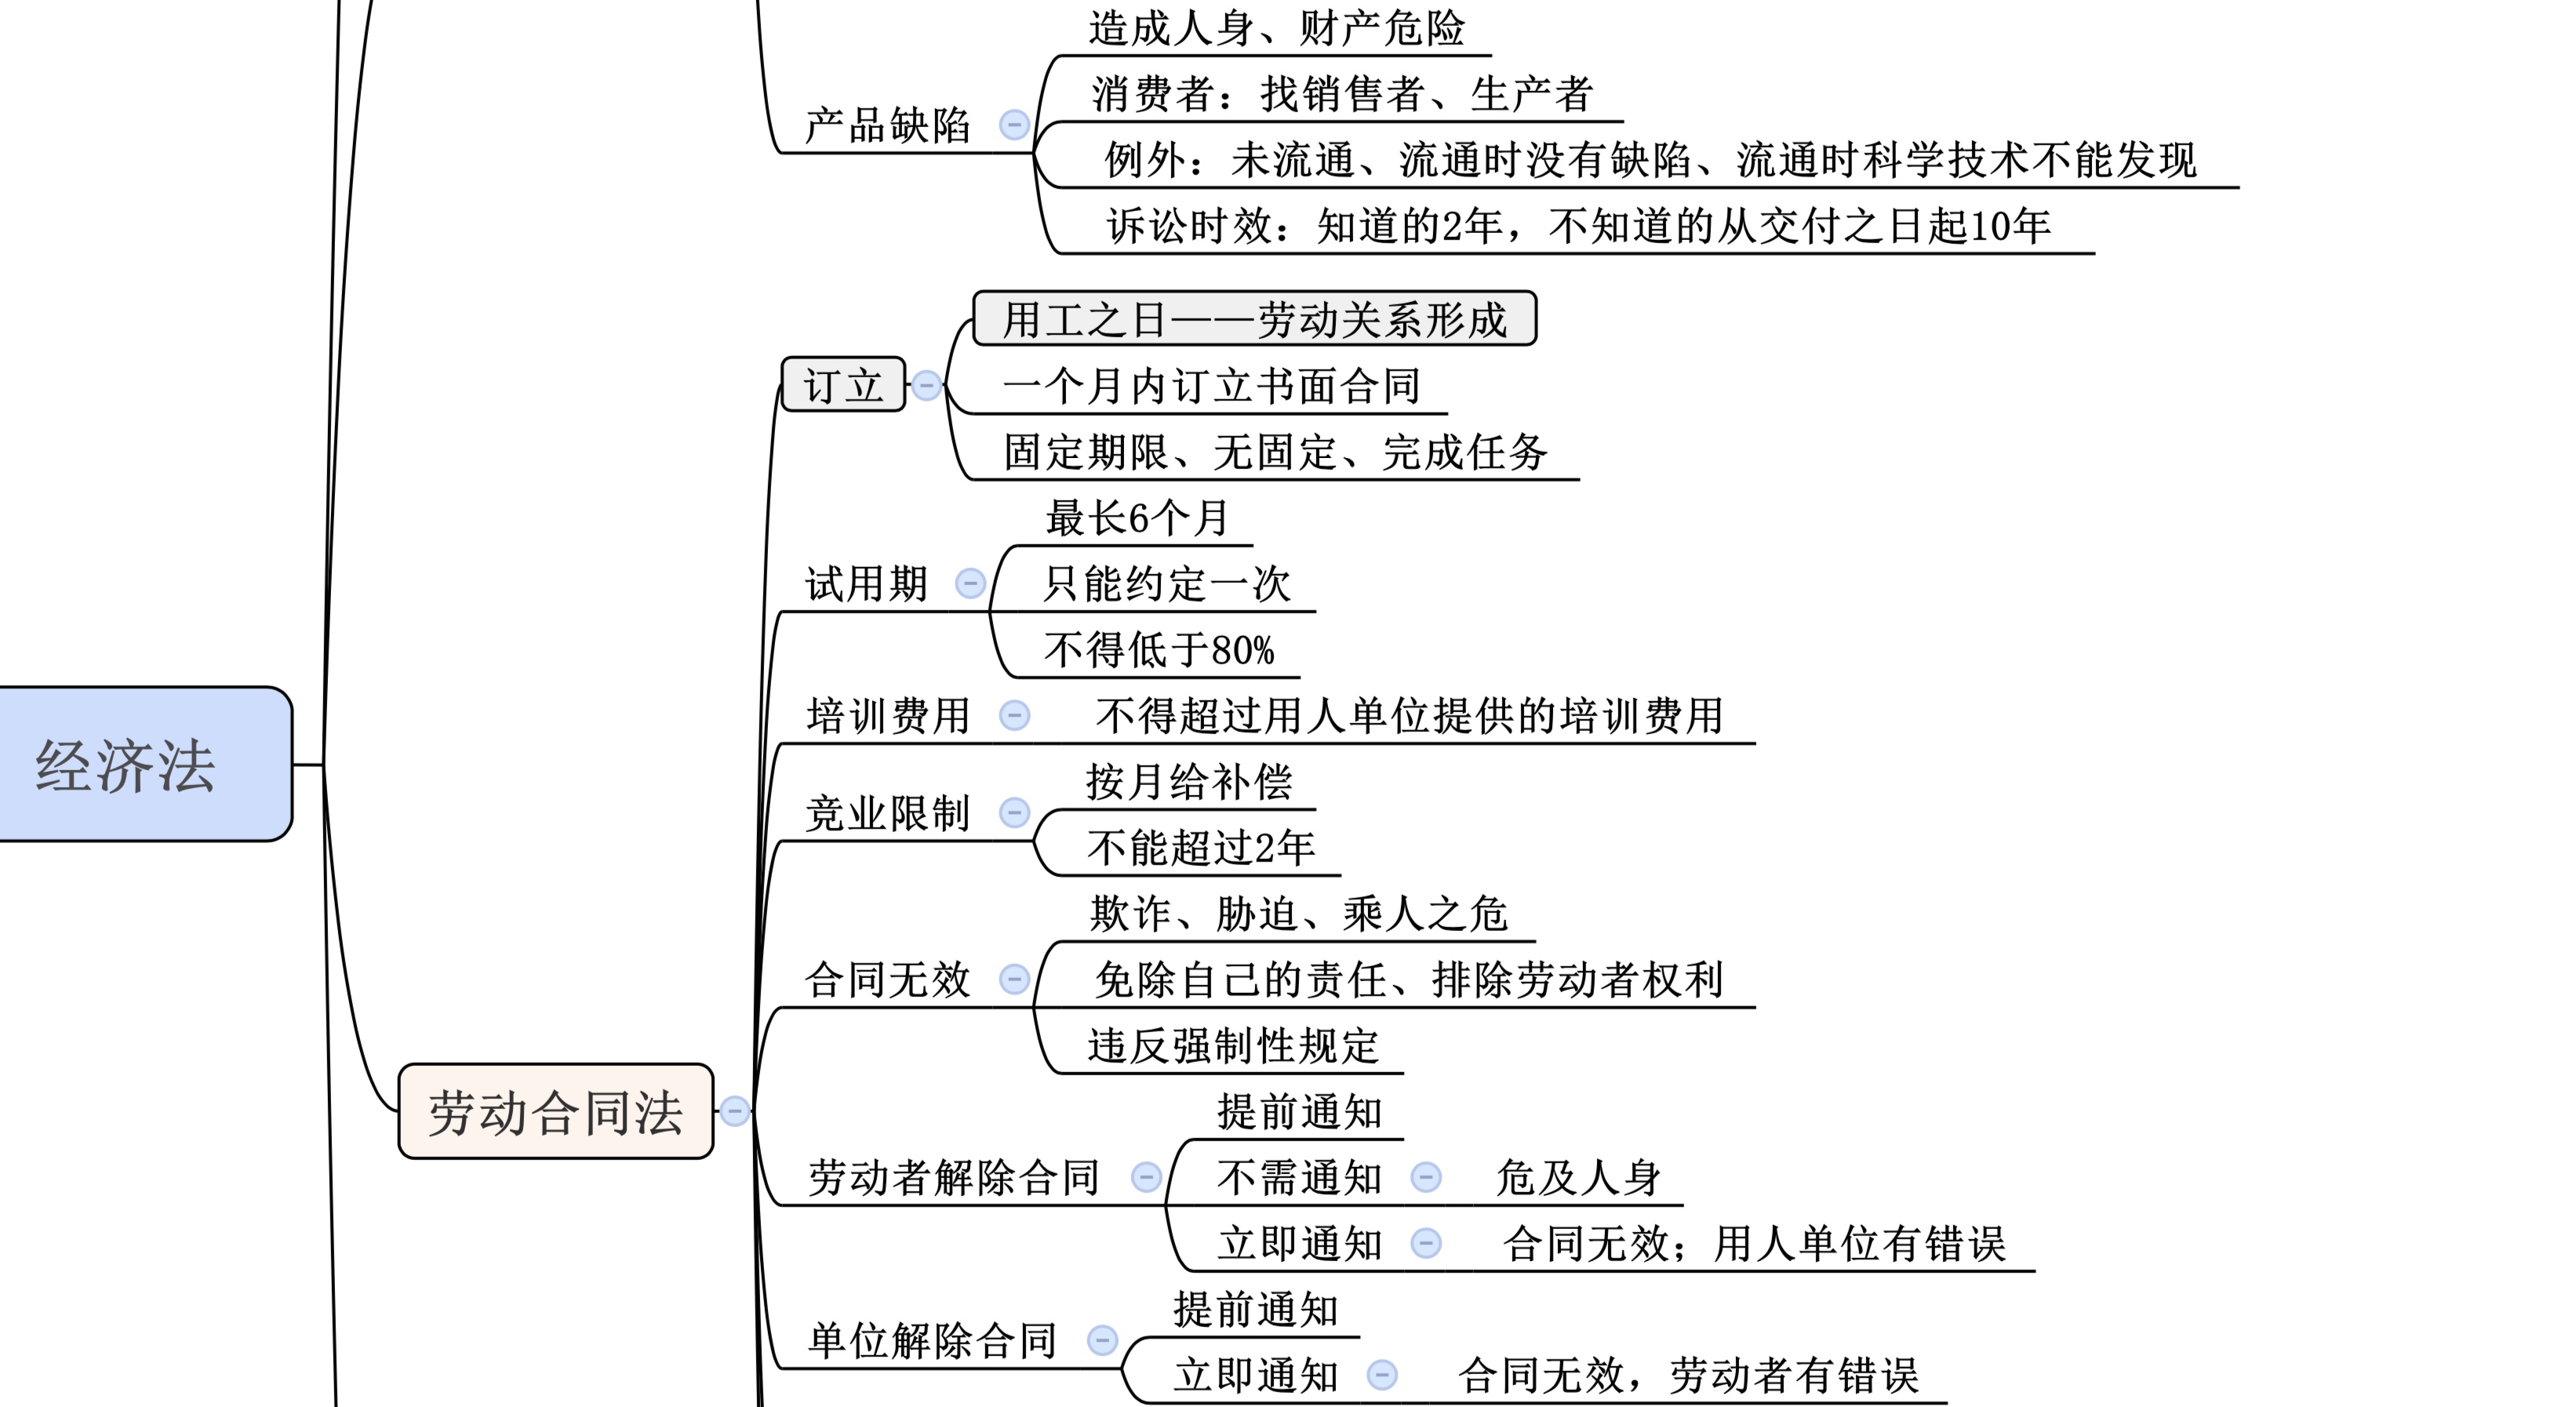 造成人身、财产危险
消费者：找销售者、生产者
产品缺陷
例外：未流通、流通时没有缺陷、流通时科学技术不能发现
诉讼时效：知道的2年，不知道的从交付之日起10年
用工之日——劳动关系形成
订立
一个月内订立书面合同
固定期限、无固定、完成任务
最长6个月
试用期
只能约定一次
不得低于80%
培训费用
不得超过用人单位提供的培训费用
经济法
按月给补偿
竞业限制
不能超过2年
欺诈、胁迫、乘人之危
合同无效
免除自己的责任、排除劳动者权利
违反强制性规定
劳动合同法
提前通知
劳动者解除合同
不需通知
危及人身
立即通知
合同无效；用人单位有错误
提前通知
单位解除合同
立即通知
合同无效，劳动者有错误